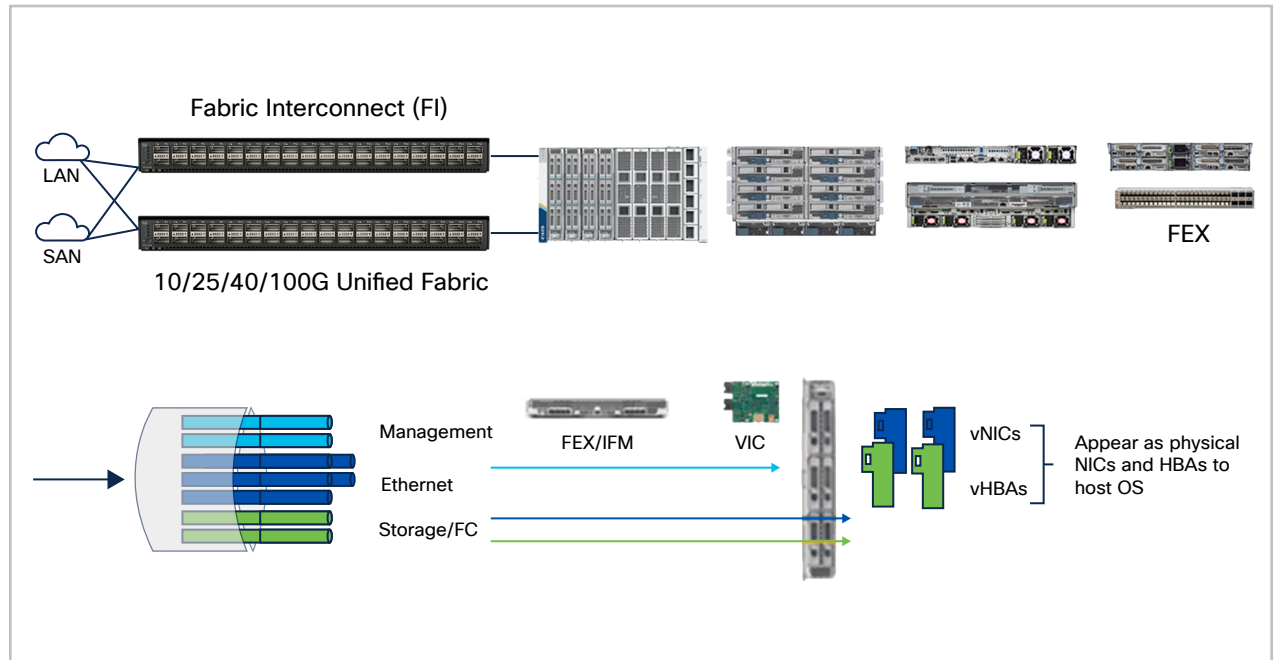 Fabric Interconnect (FI)
LAN
SAN
10/25/40/100G Unified Fabric
FEX
Management
Ethernet
Storage/FC
FEX/IFM
VIC
vNICs
vHBAs
Appear as physical
NICs and HBAs to
host OS